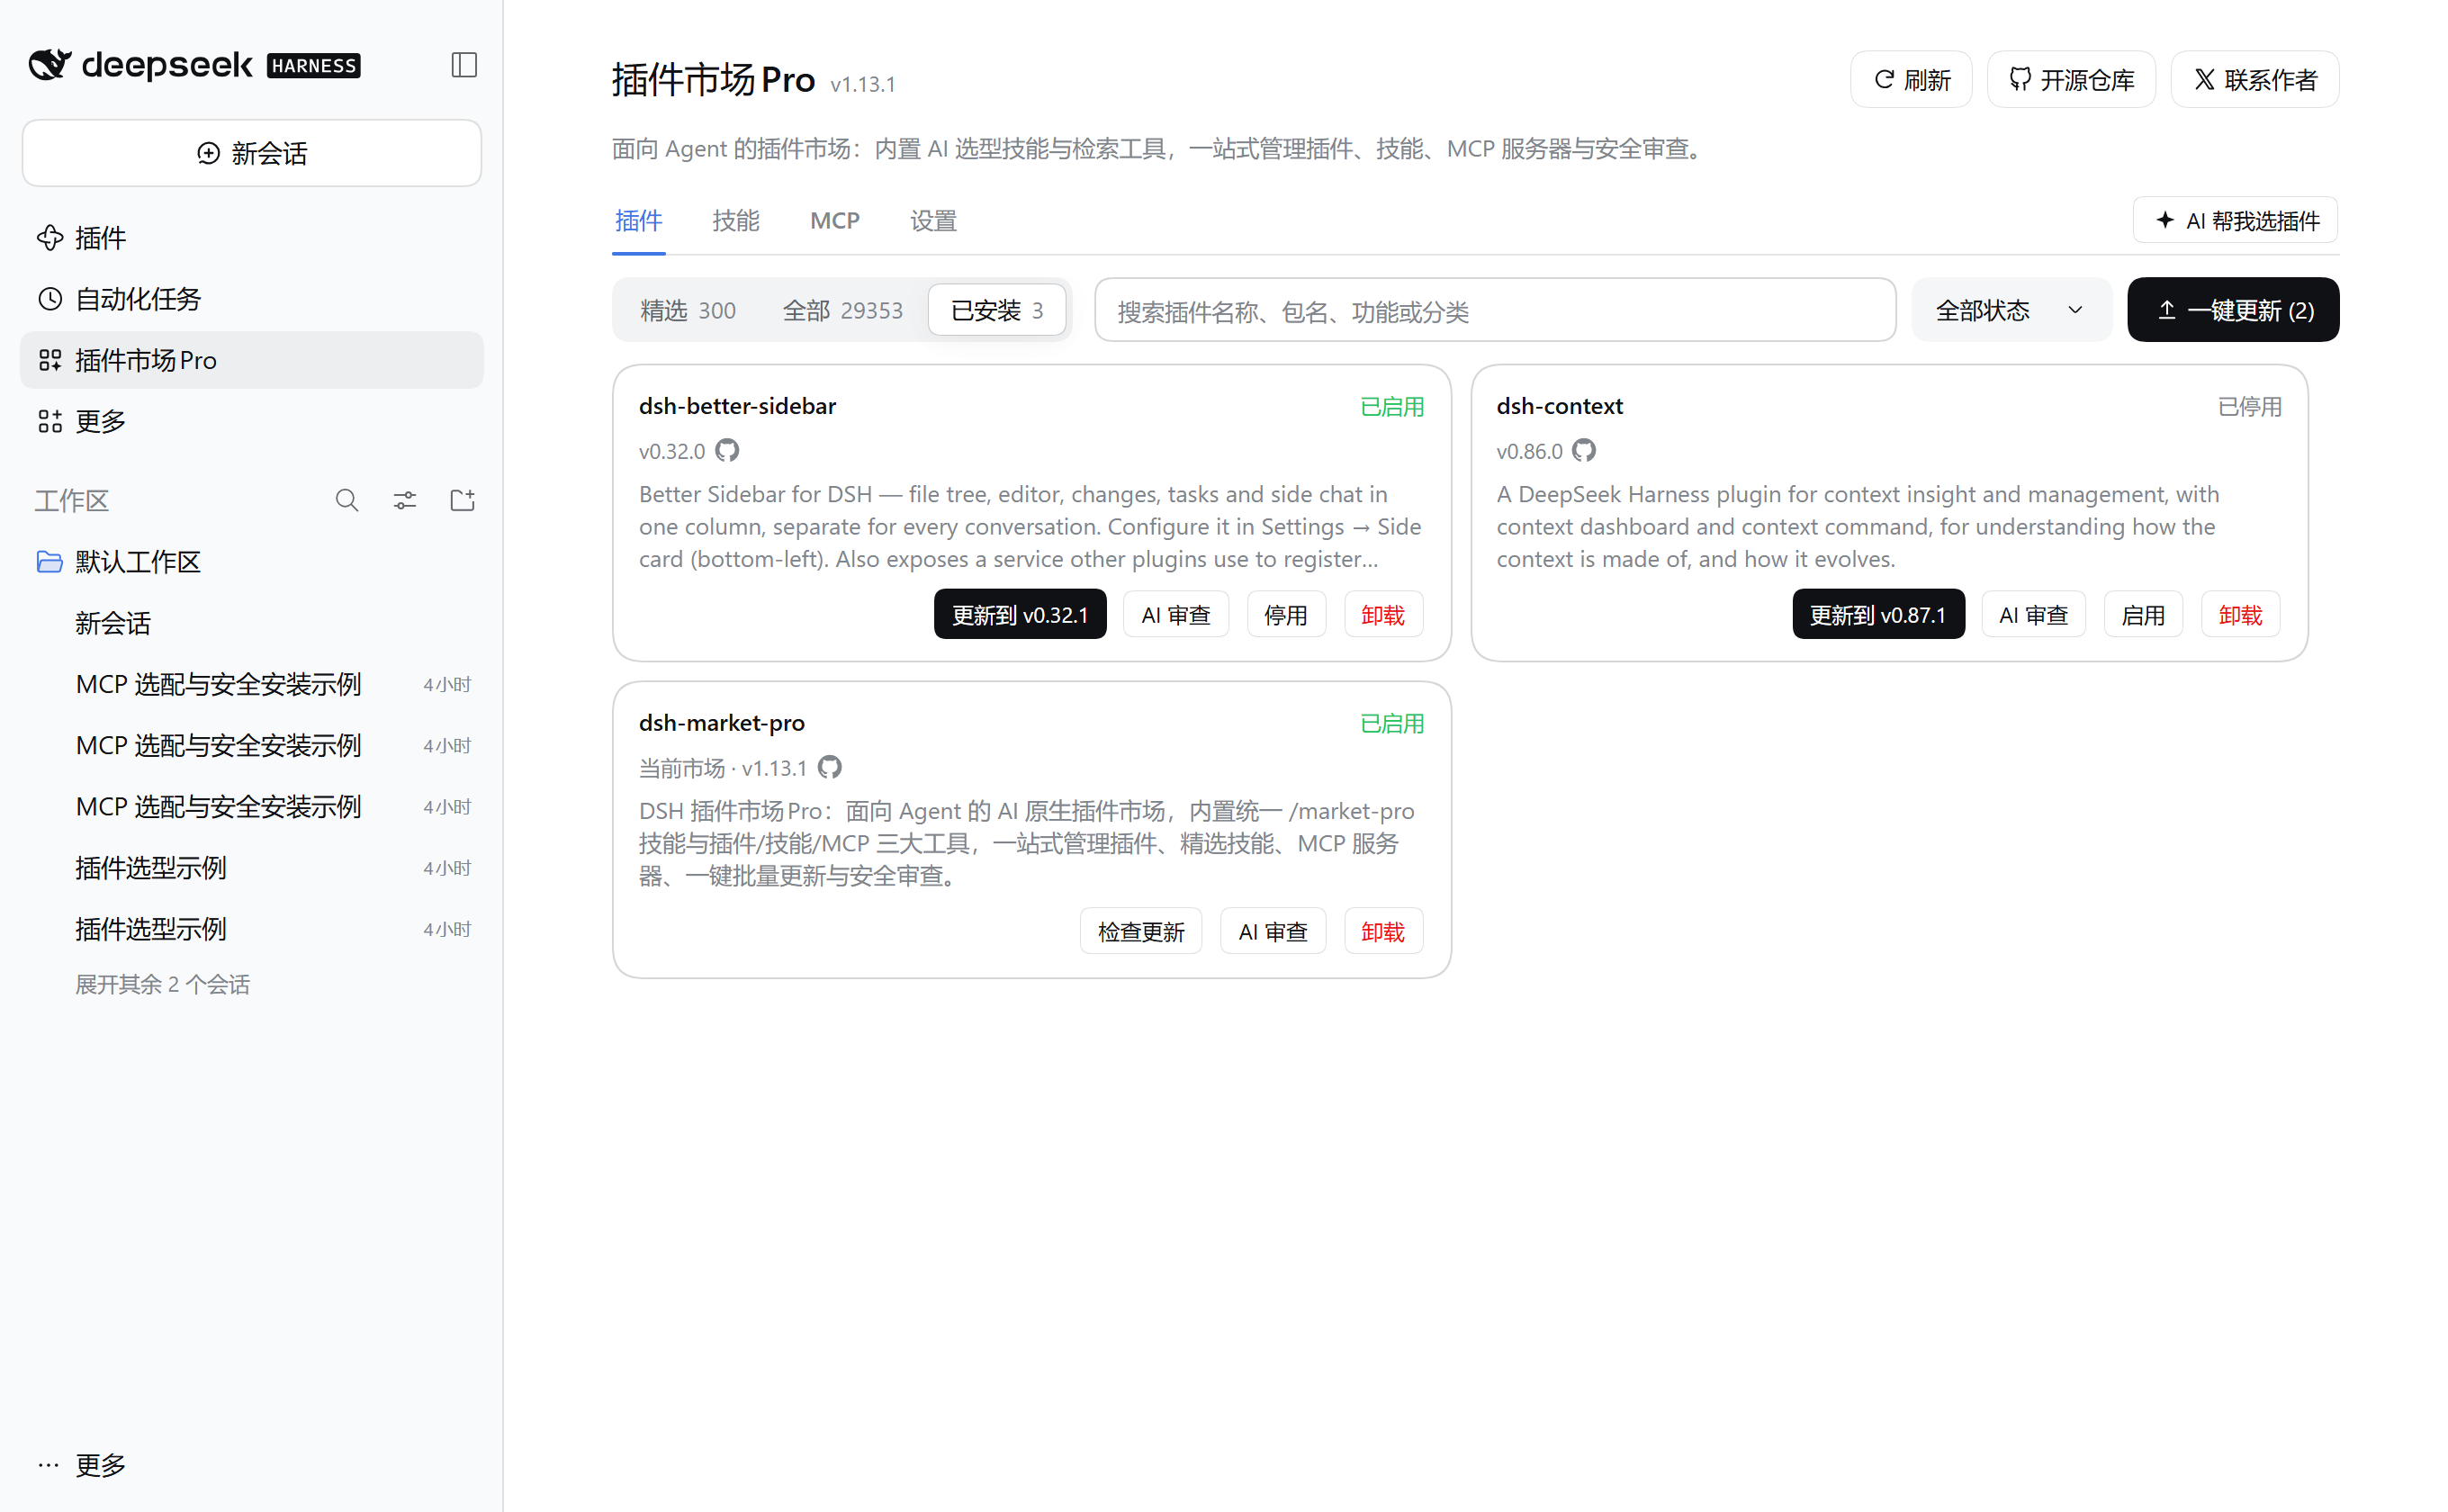 deepseek HARNESS
新会话
插件
自动化任务
插件市场Pro
更多
工作区
默认工作区
新会话
MCP 选配与安全安装示例 4小时
MCP 选配与安全安装示例 4小时
MCP 选配与安全安装示例 4小时
插件选型示例 4小时
插件选型示例 4小时
展开其余 2 个会话
更多
插件市场Pro v1.13.1
刷新
开源仓库
联系作者
面向 Agent 的插件市场：内置 AI 选型技能与检索工具，一站式管理插件、技能、MCP 服务器与安全审查。
插件 技能 MCP 设置
AI 帮我选插件
精选 300 全部 29353 已安装 3
搜索插件名称、包名、功能或分类
全部状态
一键更新 (2)
dsh-better-sidebar 已启用
v0.32.0
Better Sidebar for DSH — file tree, editor, changes, tasks and side chat in
one column, separate for every conversation. Configure it in Settings → Side
card (bottom-left). Also exposes a service other plugins use to register...
更新到 v0.32.1 AI 审查 停用 卸载
dsh-context 已停用
v0.86.0
A DeepSeek Harness plugin for context insight and management, with
context dashboard and context command, for understanding how the
context is made of, and how it evolves.
更新到 v0.87.1 AI 审查 启用 卸载
dsh-market-pro 已启用
当前市场 · v1.13.1
DSH 插件市场Pro：面向 Agent 的 AI 原生插件市场，内置统一 /market-pro
技能与插件/技能/MCP 三大工具，一站式管理插件、精选技能、MCP 服务
器、一键批量更新与安全审查。
检查更新 AI 审查 卸载